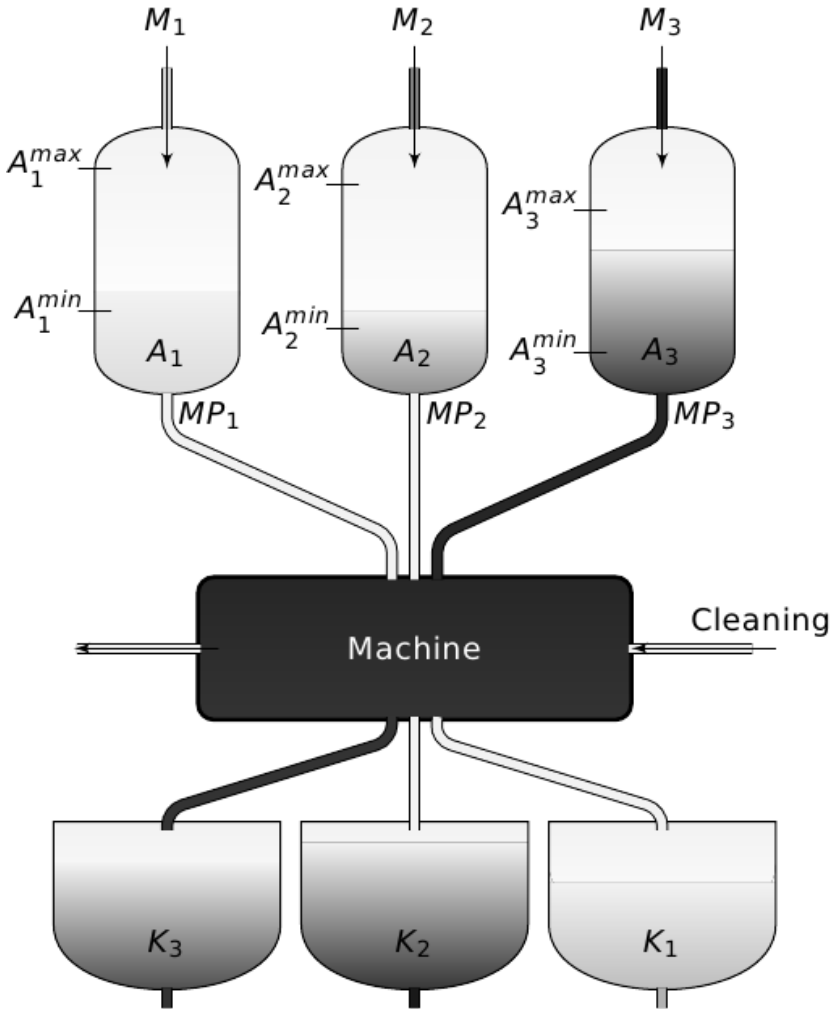 M₁ M₂ M₃
A₁ᵐᵃˣ A₂ᵐᵃˣ A₃ᵐᵃˣ
A₁ᵐⁱⁿ A₂ᵐⁱⁿ A₃ᵐⁱⁿ
A₁ A₂ A₃
MP₁ MP₂ MP₃
Cleaning
Machine
K₃ K₂ K₁